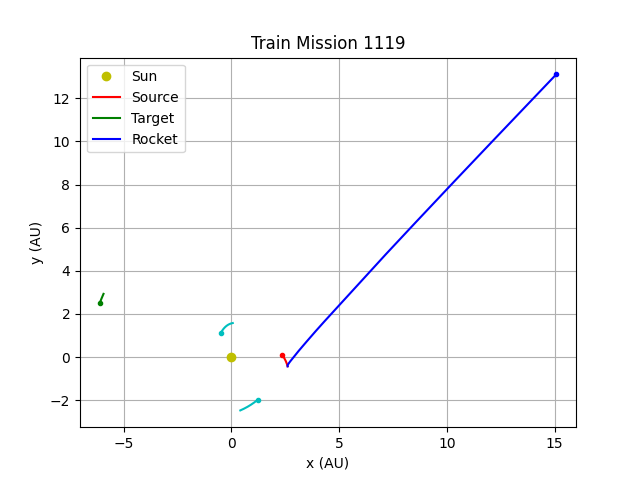 Train Mission 1119
Sun
Source
Target
Rocket
12
10
8
6
4
2
0
−2
−5
0
5
10
15
y (AU)
x (AU)